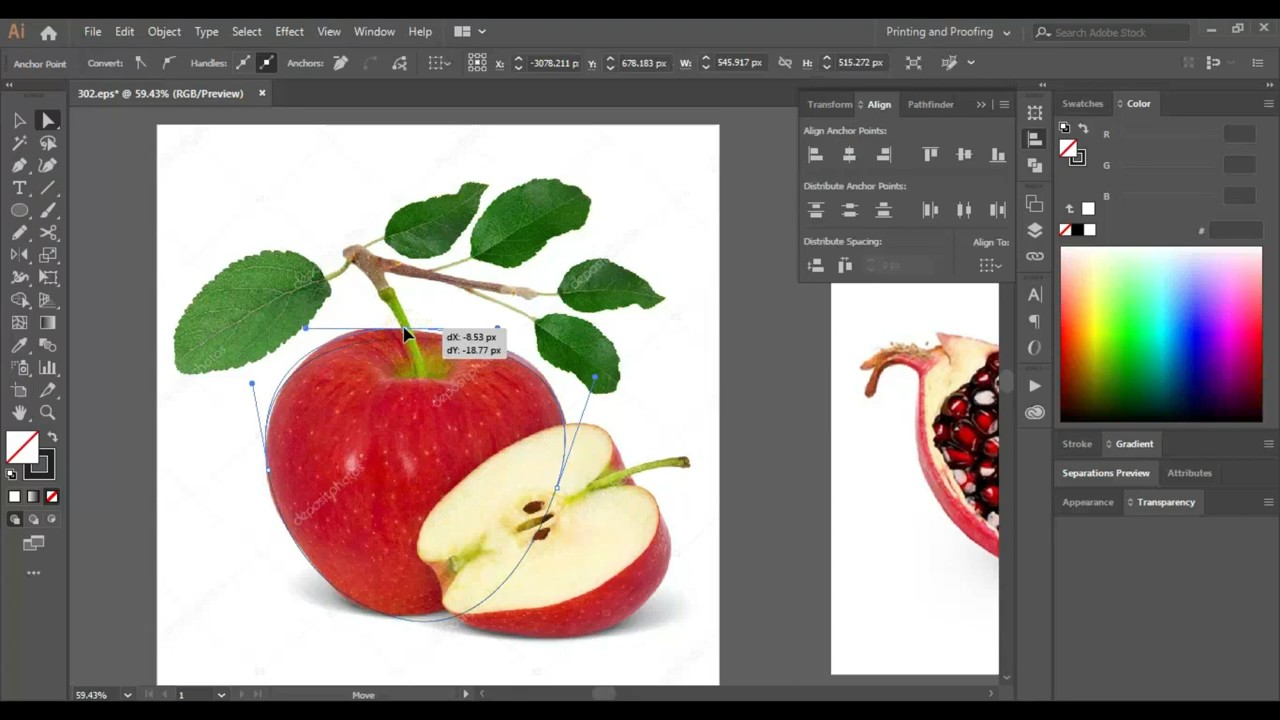 Ai File Edit Object Type Select Effect View Window Help Printing and Proofing Search Adobe Stock
Anchor Point Convert: Handles: Anchors: X: -3078.211 p Y: 678.183 px W: 545.917 px H: 515.272 px
302.eps* @ 59.43% (RGB/Preview)
Transform Align Pathfinder
Swatches Color
Align Anchor Points:
R
G
B
Distribute Anchor Points:
Distribute Spacing: Align To:
0 px
#
dX: -8.53 px
dY: -18.77 px
Stroke Gradient
Separations Preview Attributes
Appearance Transparency
depositphotos
depositphotos
59.43% 1 Move